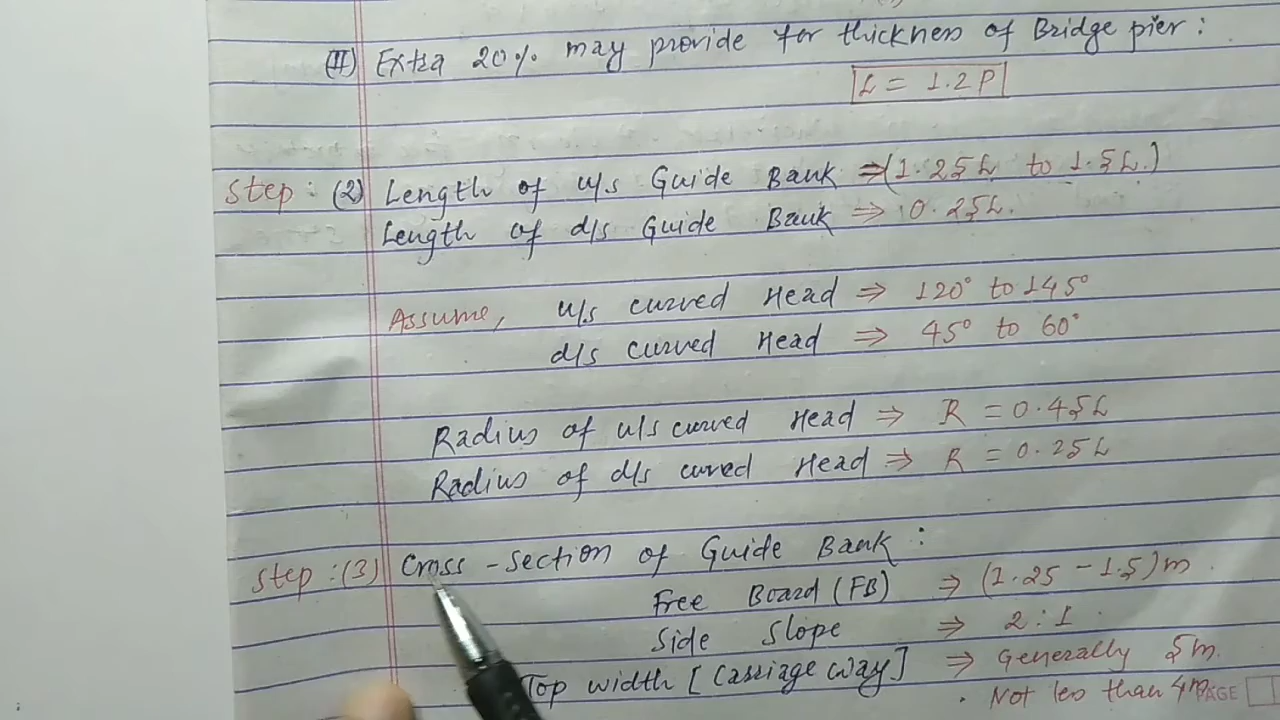 (II) Extra 20% may provide for thickness of Bridge pier:
L = 1.2P
Step: (2) Length of u/s Guide Bank ⇒ (1.25L to 1.5L.)
Length of d/s Guide Bank ⇒ 0.25L.
Assume, u/s curved Head ⇒ 120° to 145°
d/s curved Head ⇒ 45° to 60°
Radius of u/s curved Head ⇒ R = 0.45L
Radius of d/s curved Head ⇒ R = 0.25L
Step: (3) Cross-section of Guide Bank:
Free Board (FB) ⇒ (1.25 - 1.5)m
Side Slope ⇒ 2:1
Top width [Carriage way] ⇒ Generally 5m.
. Not less than 4m. PAGE